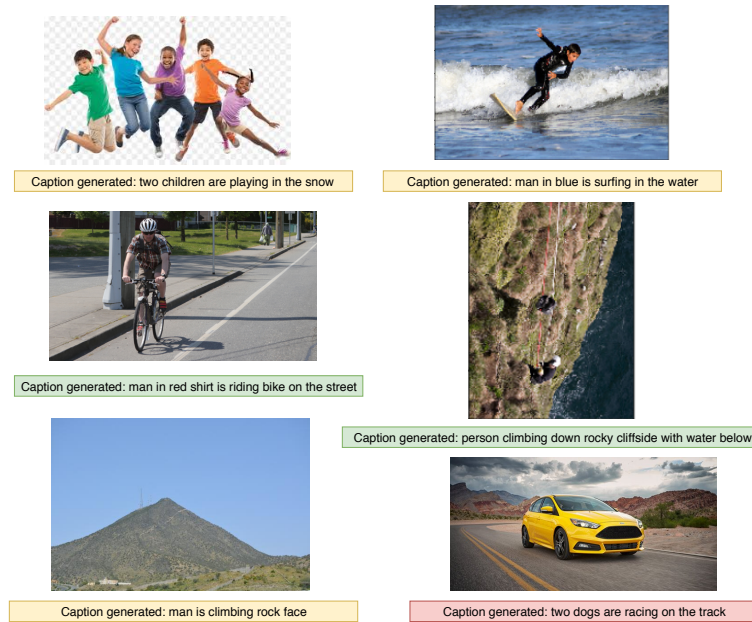 Caption generated: two children are playing in the snow
Caption generated: man in blue is surfing in the water
Caption generated: man in red shirt is riding bike on the street
Caption generated: person climbing down rocky cliffside with water below
Caption generated: man is climbing rock face
Caption generated: two dogs are racing on the track